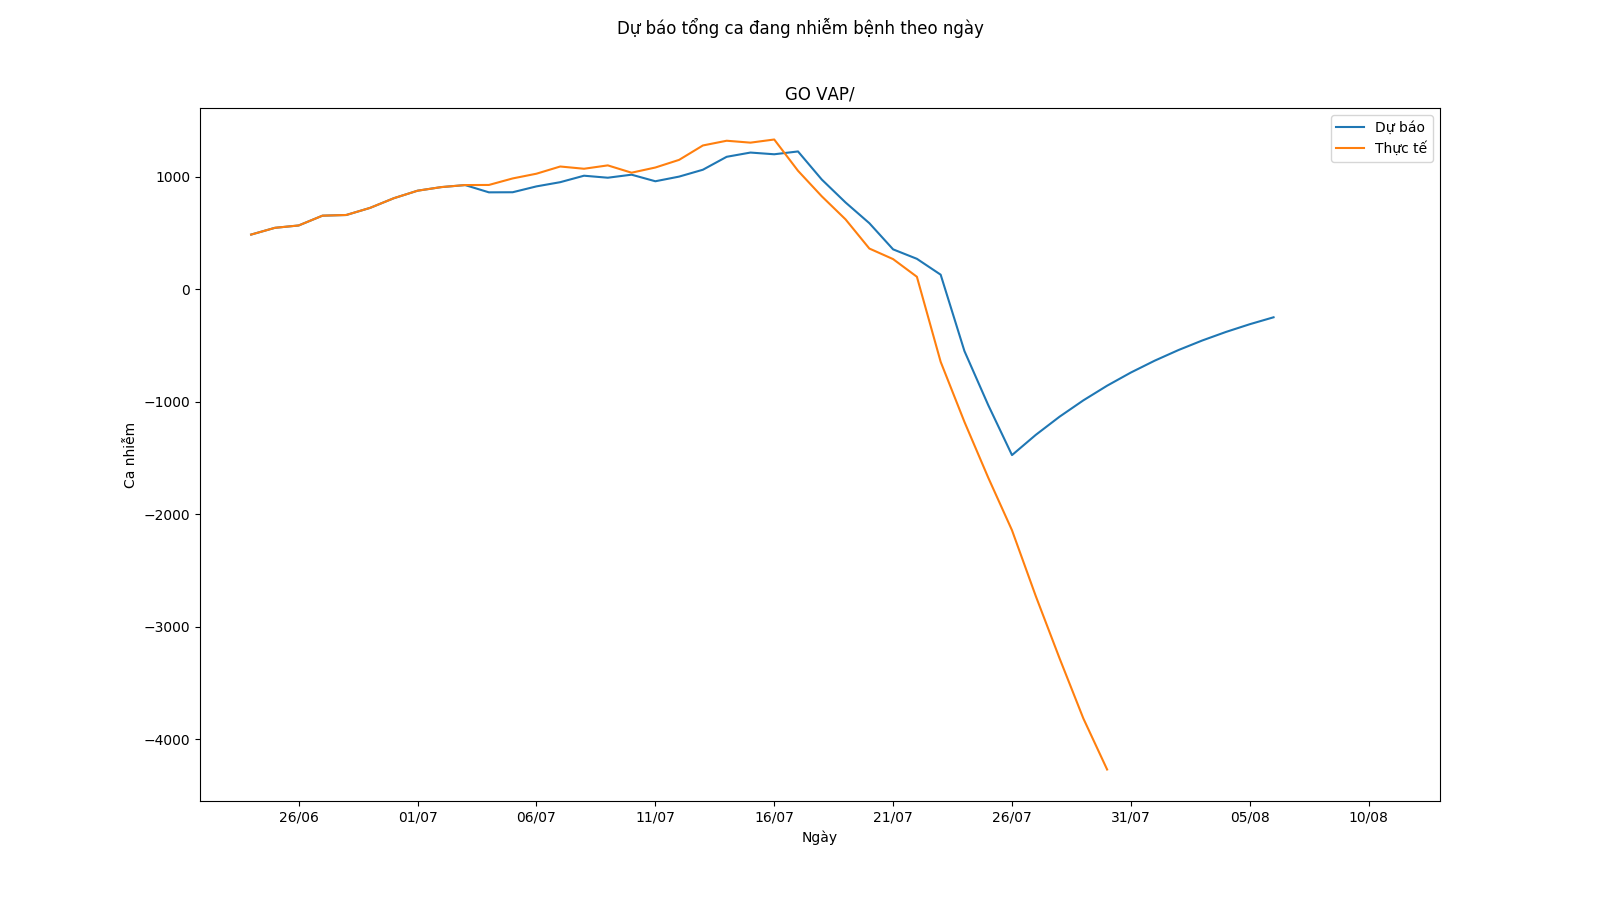 Dự báo tổng ca đang nhiễm bệnh theo ngày
GO VAP/
Dự báo
Thực tế
1000
0
−1000
−2000
−3000
−4000
Ca nhiễm
26/06 01/07 06/07 11/07 16/07 21/07 26/07 31/07 05/08 10/08
Ngày